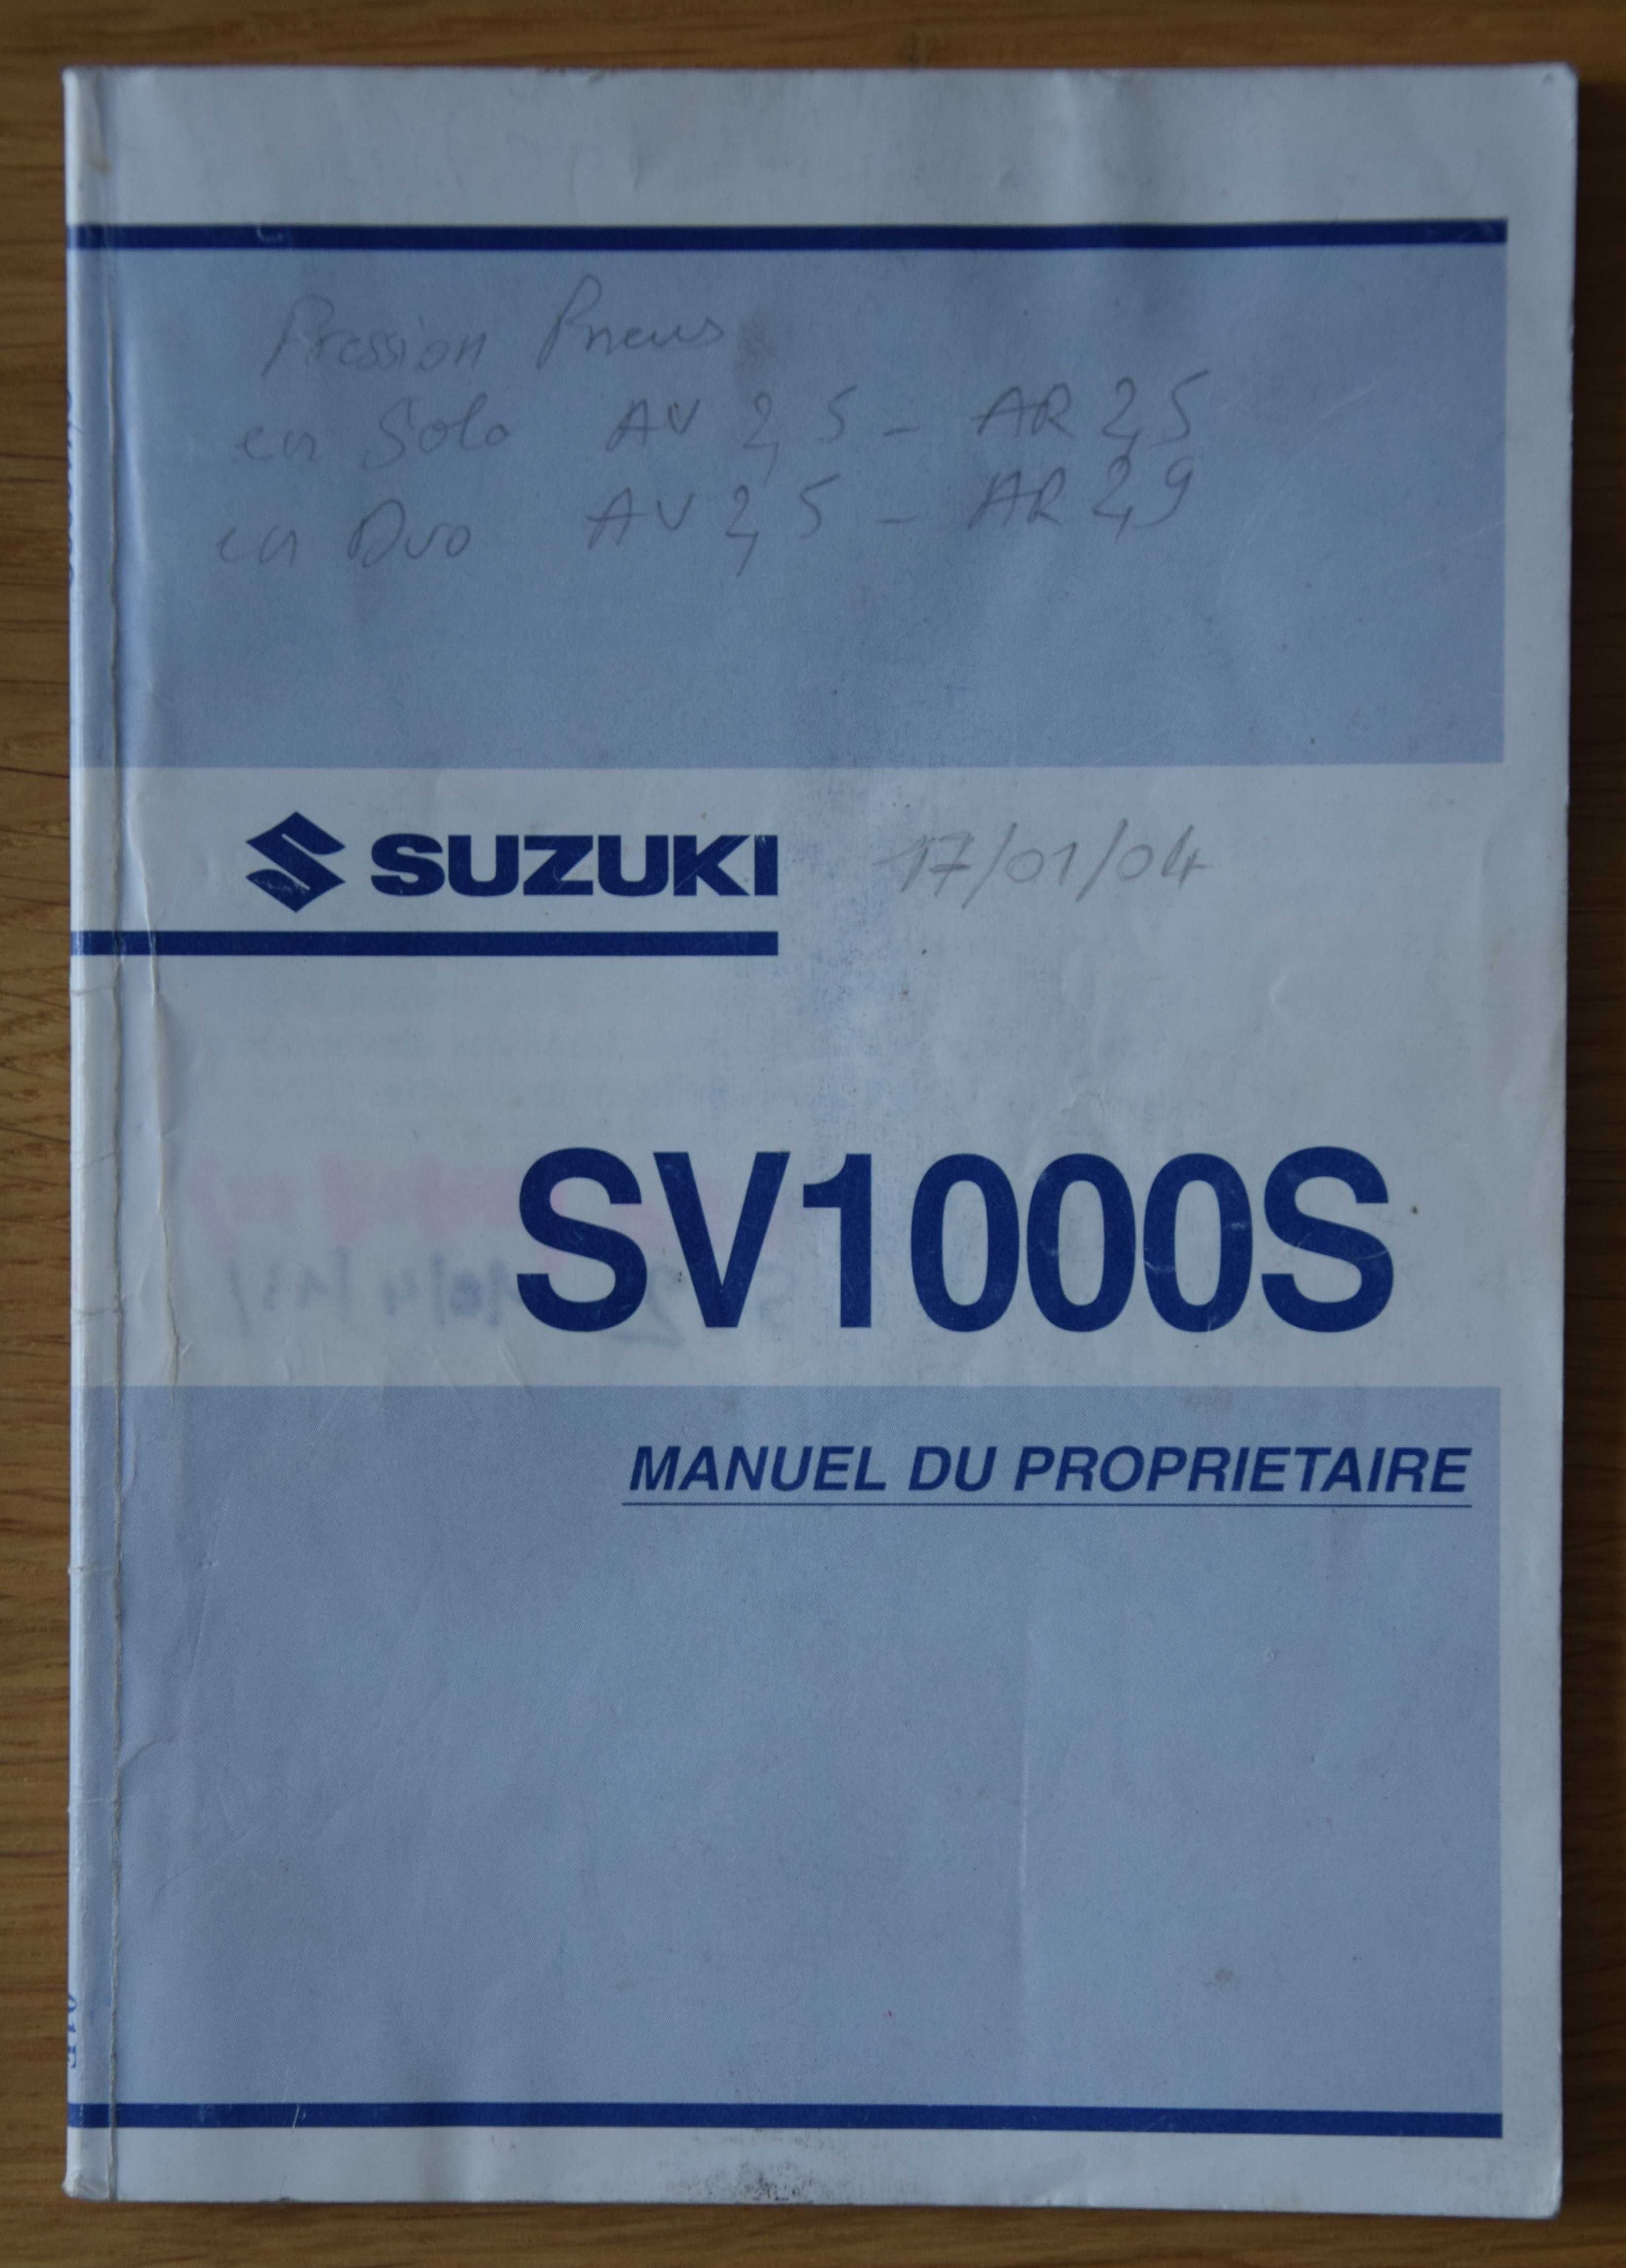 Pression Pneus
en Solo AV 2,5 - AR 2,5
en Duo AV 2,5 - AR 2,9
SUZUKI 17/01/04
SV1000S
MANUEL DU PROPRIETAIRE